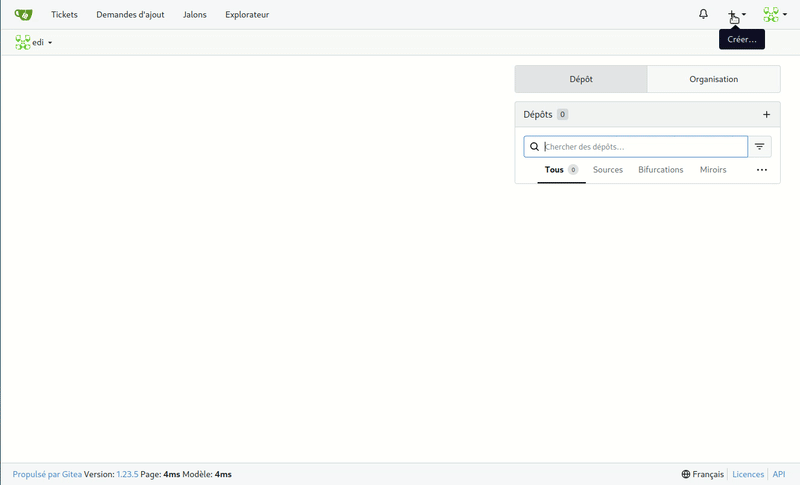 Tickets Demandes d'ajout Jalons Explorateur
Créer…
edi
Dépôt Organisation
Dépôts 0
Chercher des dépôts…
Tous 0 Sources Bifurcations Miroirs
Propulsé par Gitea Version: 1.23.5 Page: 4ms Modèle: 4ms Français Licences API